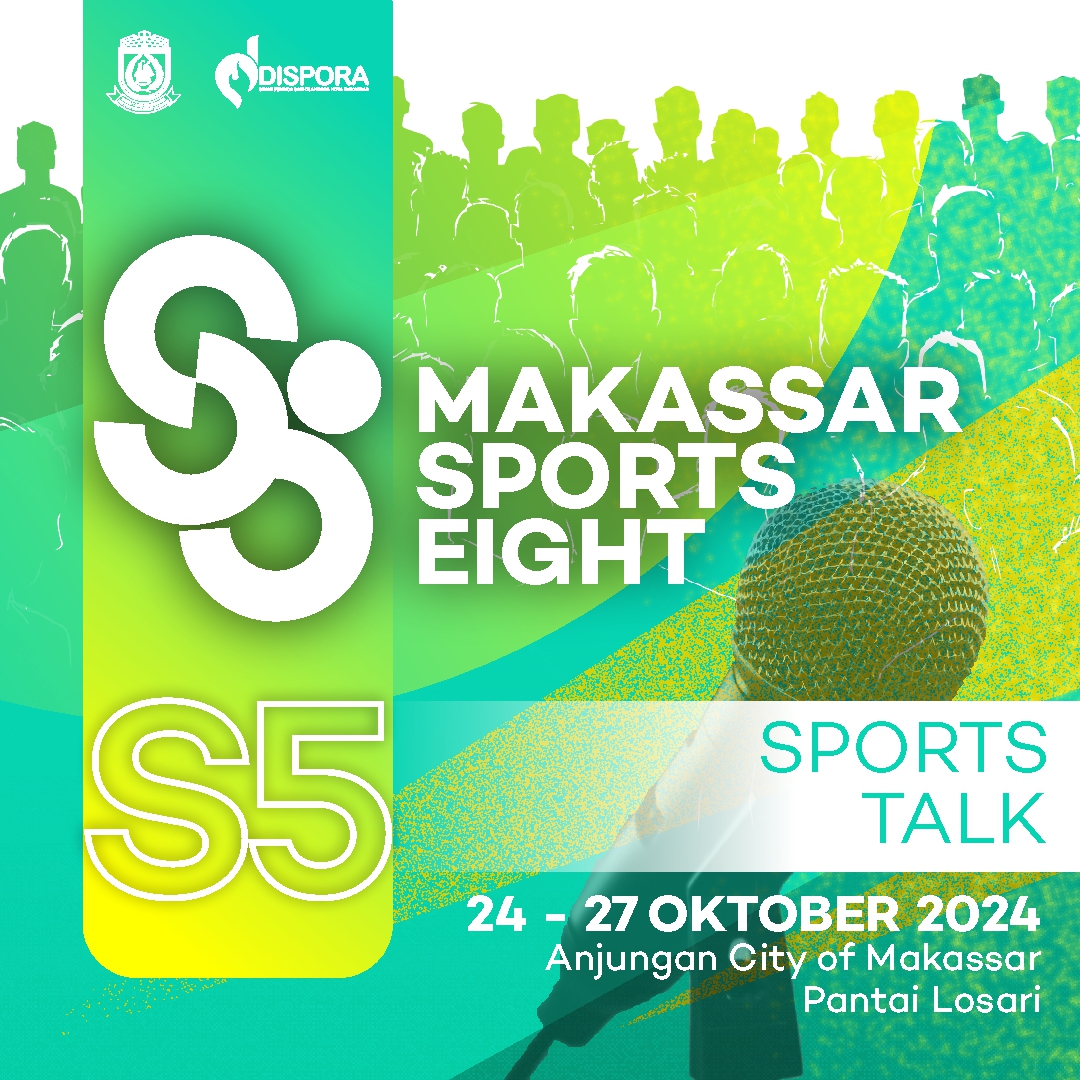 DISPORA
MAKASSAR
SPORTS
EIGHT
S5
SPORTS
TALK
24 - 27 OKTOBER 2024
Anjungan City of Makassar
Pantai Losari